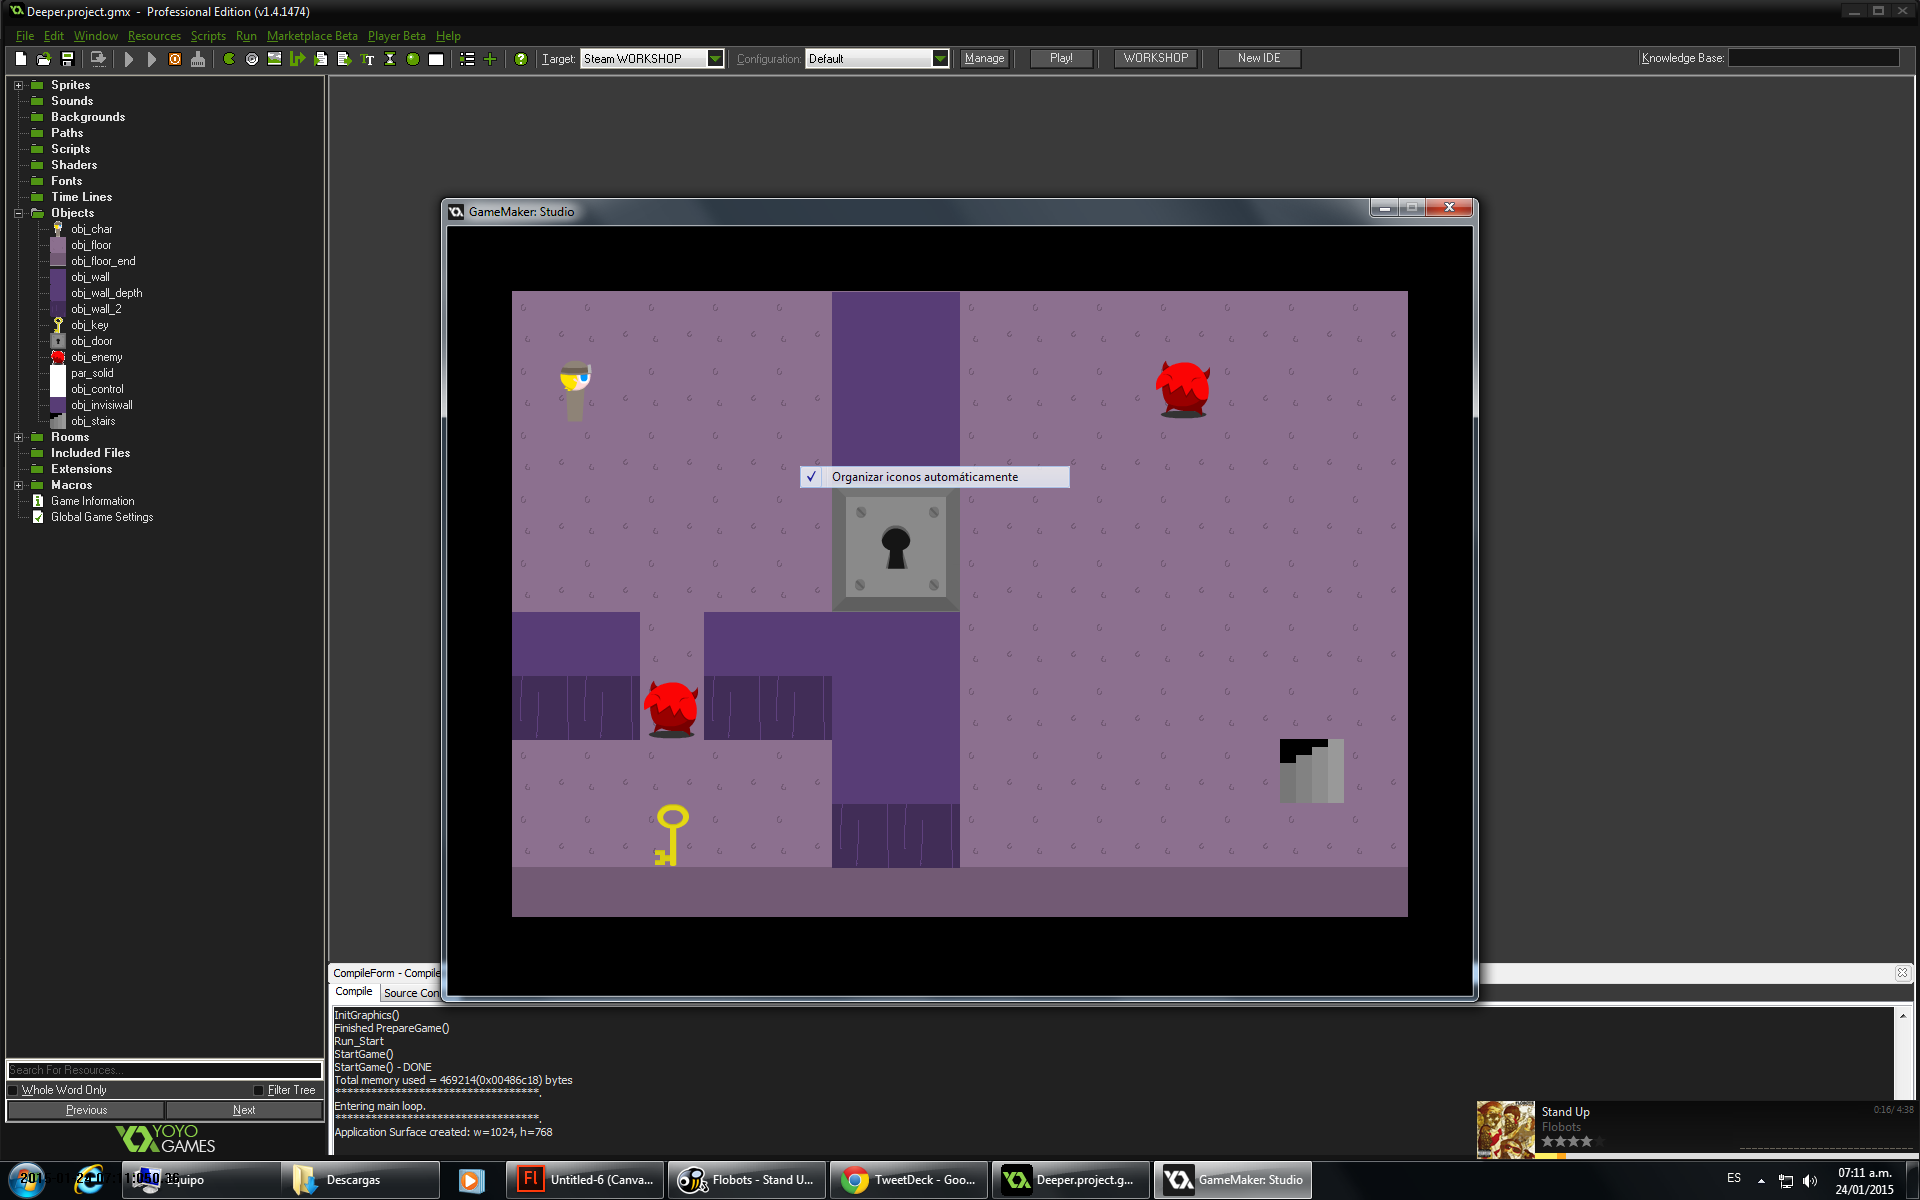 Deeper.project.gmx - Professional Edition (v1.4.1474)
File Edit Window Resources Scripts Run Marketplace Beta Player Beta Help
Target: Steam WORKSHOP Configuration: Default Manage Play! WORKSHOP New IDE Knowledge Base:
Sprites
Sounds
Backgrounds
Paths
Scripts
Shaders
Fonts
Time Lines
Objects
obj_char
obj_floor
obj_floor_end
obj_wall
obj_wall_depth
obj_wall_2
obj_key
obj_door
obj_enemy
par_solid
obj_control
obj_invisiwall
obj_stairs
Rooms
Included Files
Extensions
Macros
Game Information
Global Game Settings
Search For Resources...
Whole Word Only Filter Tree
Previous Next
YOYO
GAMES
GameMaker: Studio
Organizar iconos automáticamente
CompileForm - Compile
Compile Source Con
InitGraphics()
Finished PrepareGame()
Run_Start
StartGame()
StartGame() - DONE
Total memory used = 469214(0x00486c18) bytes
Entering main loop.
Application Surface created: w=1024, h=768
Stand Up 0:16/ 4:38
Flobots
Equipo Descargas Untitled-6 (Canva... Flobots - Stand U... TweetDeck - Goo... Deeper.project.g... GameMaker: Studio ES 07:11 a.m.
24/01/2015